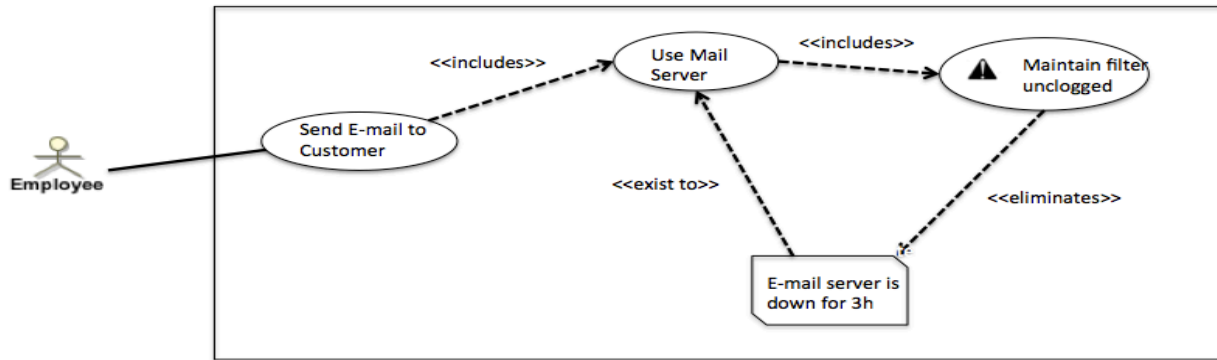 Use Mail
Server
<<includes>>
<<includes>>
Maintain filter
unclogged
Send E-mail to
Customer
Employee
<<exist to>>
<<eliminates>>
E-mail server is
down for 3h